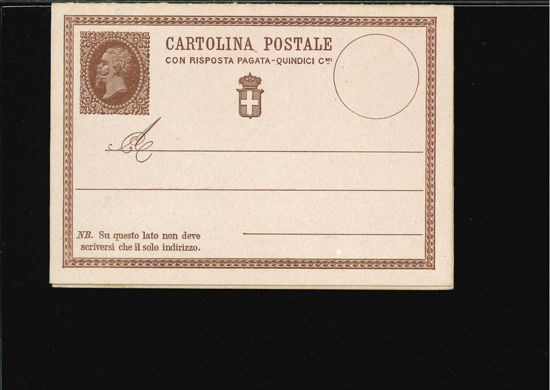 CARTOLINA POSTALE
CON RISPOSTA PAGATA-QUINDICI CMI
A
NB. Su questo lato non deve
scriversi che il solo indirizzo.